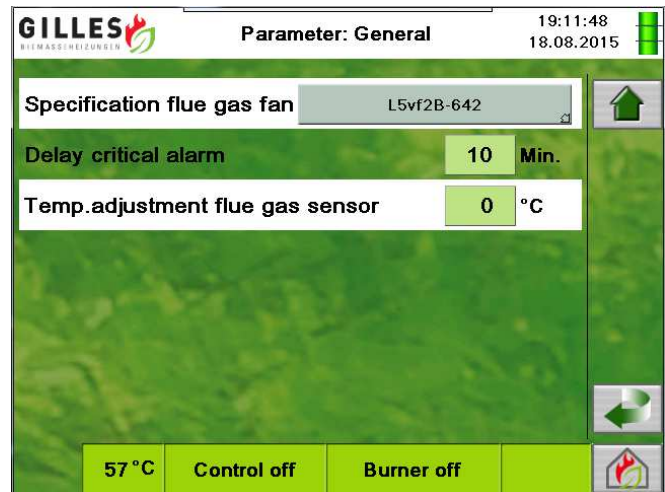 GILLES
BIEMASSEHEIZUNGEN
Parameter: General
19:11:48
18.08.2015
Specification flue gas fan L5vf2B-642
Delay critical alarm 10 Min.
Temp.adjustment flue gas sensor 0 °C
57°C Control off Burner off